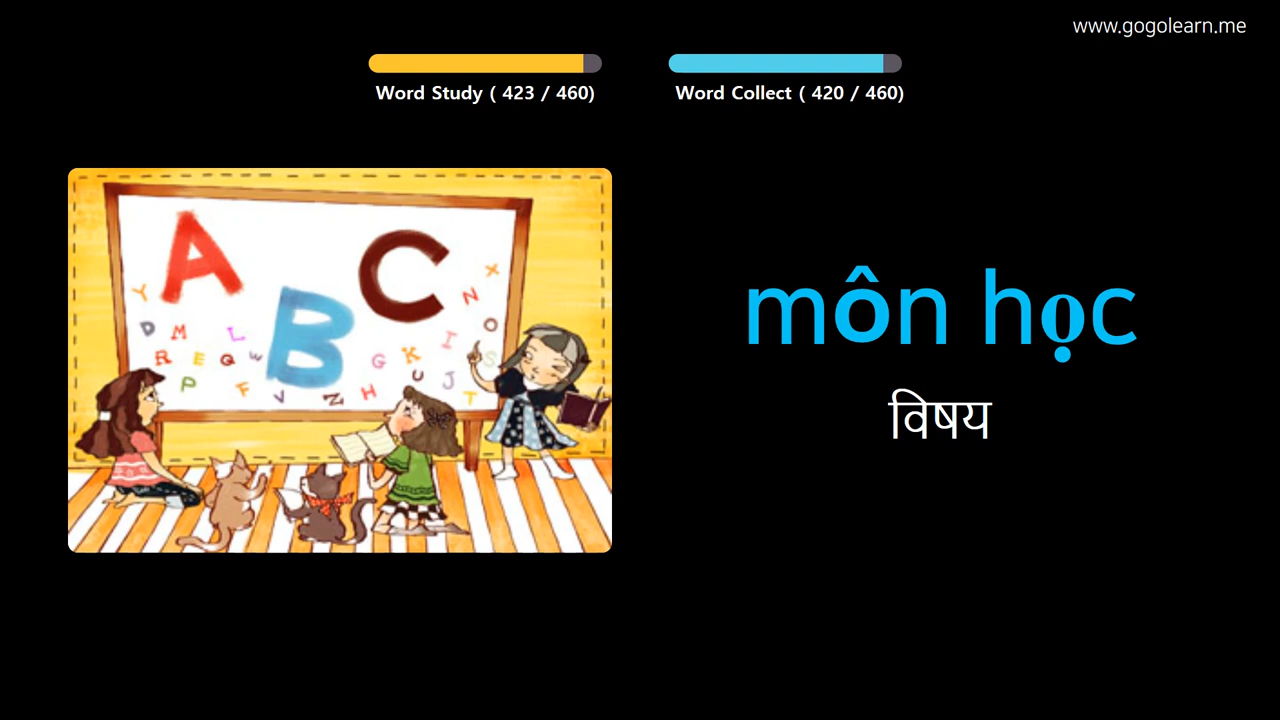 www.gogolearn.me
Word Study ( 423 / 460)
Word Collect ( 420 / 460)
A
B
C
Y
X
N
D
M
L
O
I
R
E
Q
W
G
K
S
P
F
V
Z
H
U
J
T
môn học
विषय